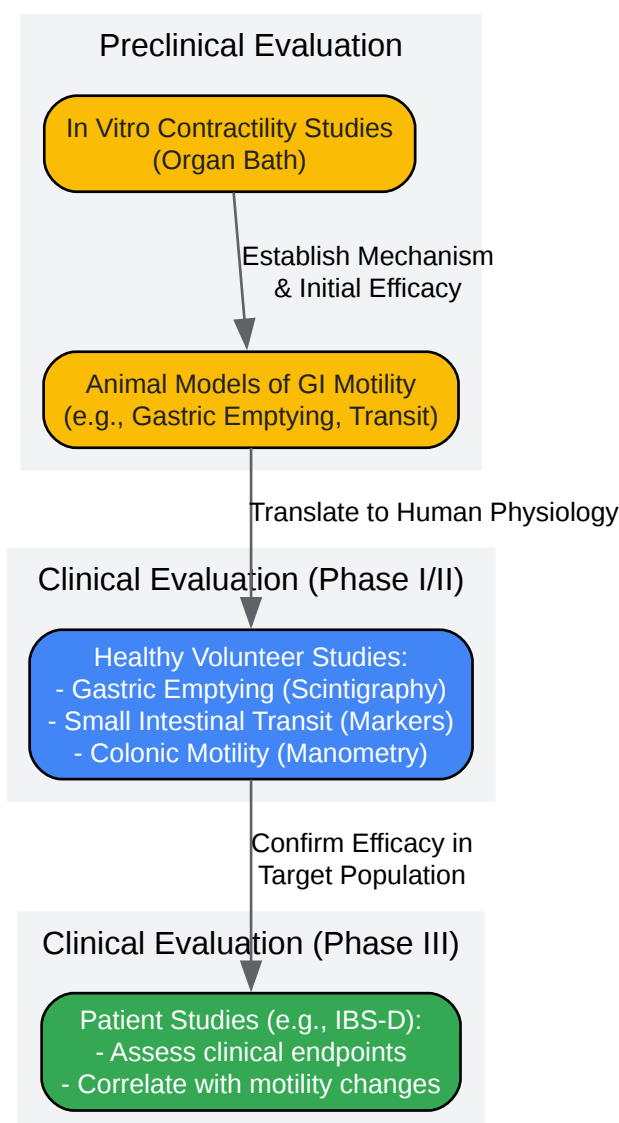 Preclinical Evaluation
In Vitro Contractility Studies
(Organ Bath)
Establish Mechanism
& Initial Efficacy
Animal Models of GI Motility
(e.g., Gastric Emptying, Transit)
Translate to Human Physiology
Clinical Evaluation (Phase I/II)
Healthy Volunteer Studies:
- Gastric Emptying (Scintigraphy)
- Small Intestinal Transit (Markers)
- Colonic Motility (Manometry)
Confirm Efficacy in
Target Population
Clinical Evaluation (Phase III)
Patient Studies (e.g., IBS-D):
- Assess clinical endpoints
- Correlate with motility changes